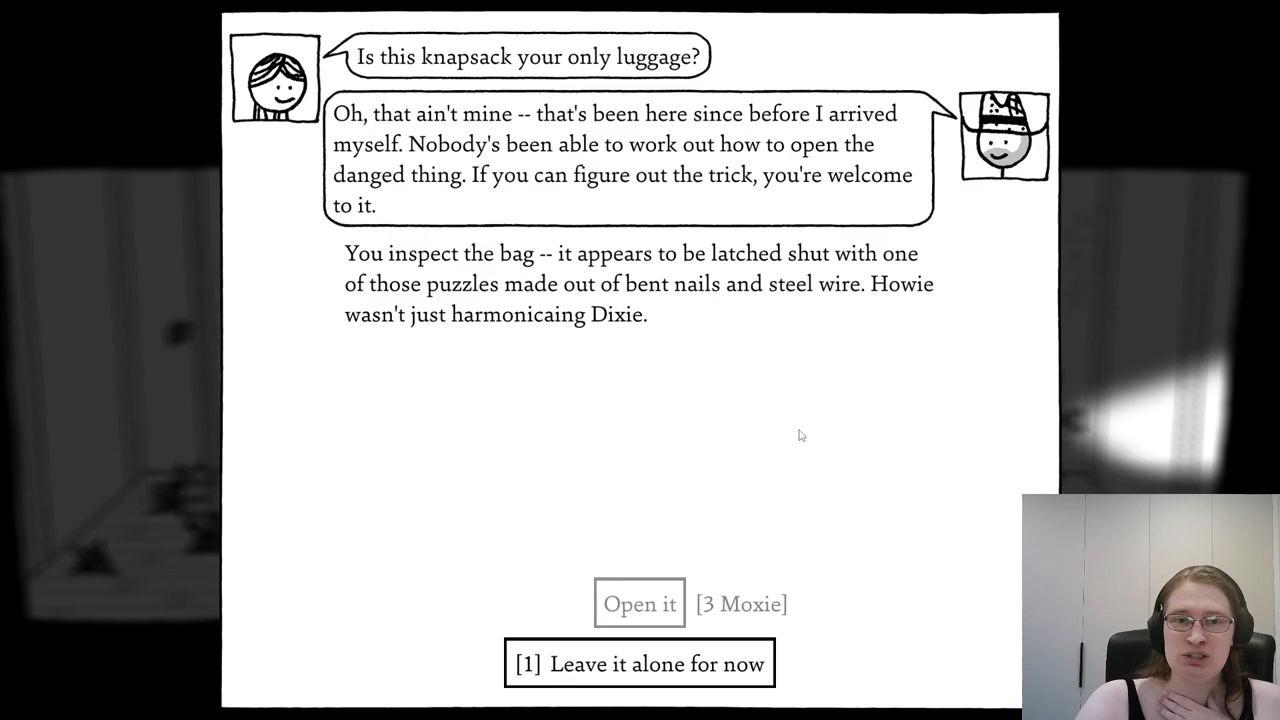 Is this knapsack your only luggage?
Oh, that ain't mine -- that's been here since before I arrived
myself. Nobody's been able to work out how to open the
danged thing. If you can figure out the trick, you're welcome
to it.
You inspect the bag -- it appears to be latched shut with one
of those puzzles made out of bent nails and steel wire. Howie
wasn't just harmonicaing Dixie.
Open it [3 Moxie]
[1] Leave it alone for now